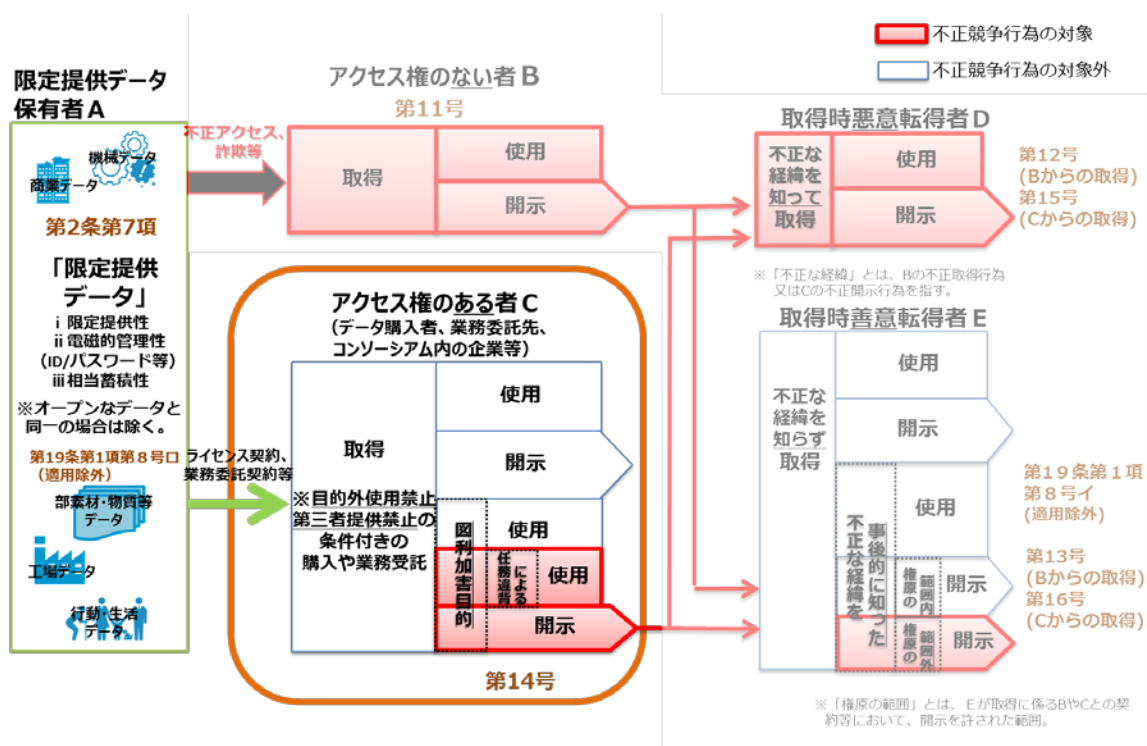 不正競争行為の対象
不正競争行為の対象外
限定提供データ
保有者A
機械データ
商業データ
第2条第7項
「限定提供
データ」
ⅰ 限定提供性
ⅱ 電磁的管理性
（ID/パスワード等）
ⅲ 相当蓄積性
※オープンなデータと
同一の場合は除く。
第19条第1項第8号ロ
（適用除外）
部素材・物質等
データ
工場データ
行動・生活
データ
不正アクセス、
詐欺等
アクセス権のない者B
第11号
取得
使用
開示
ライセンス契約、
業務委託契約等
アクセス権のある者C
（データ購入者、業務委託先、
コンソーシアム内の企業等）
取得
※目的外使用禁止
第三者提供禁止の
条件付きの
購入や業務受託
使用
開示
図利加害目的
使用
任務違背
による
使用
開示
第14号
取得時悪意転得者D
不正な
経緯を
知って
取得
使用
開示
第12号
(Bからの取得)
第15号
(Cからの取得)
※「不正な経緯」とは、Bの不正取得行為
又はCの不正開示行為を指す。
取得時善意転得者E
不正な
経緯を
知らず
取得
使用
開示
不正な経緯を
事後的に知った
使用
権原の
範囲内
開示
権原の
範囲外
開示
第19条第1項
第8号イ
(適用除外)
第13号
(Bからの取得)
第16号
(Cからの取得)
※「権原の範囲」とは、Eが取得に係るBやCとの契
約等において、開示を許された範囲。